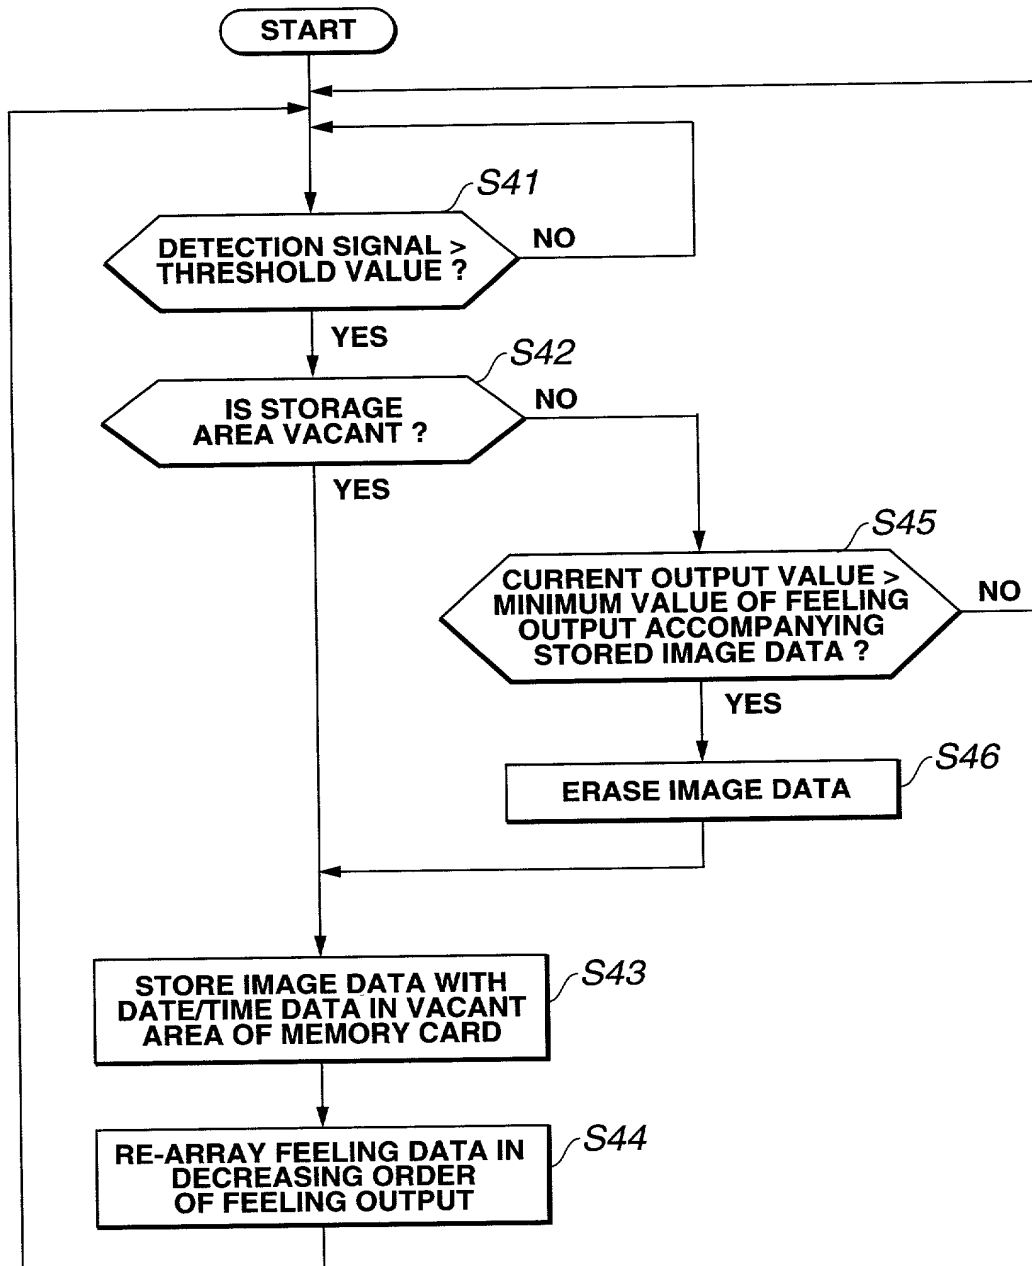 START
S41
DETECTION SIGNAL >
THRESHOLD VALUE ?
NO
YES
S42
IS STORAGE
AREA VACANT ?
NO
YES
S45
CURRENT OUTPUT VALUE >
MINIMUM VALUE OF FEELING
OUTPUT ACCOMPANYING
STORED IMAGE DATA ?
NO
YES
S46
ERASE IMAGE DATA
S43
STORE IMAGE DATA WITH
DATE/TIME DATA IN VACANT
AREA OF MEMORY CARD
S44
RE-ARRAY FEELING DATA IN
DECREASING ORDER
OF FEELING OUTPUT